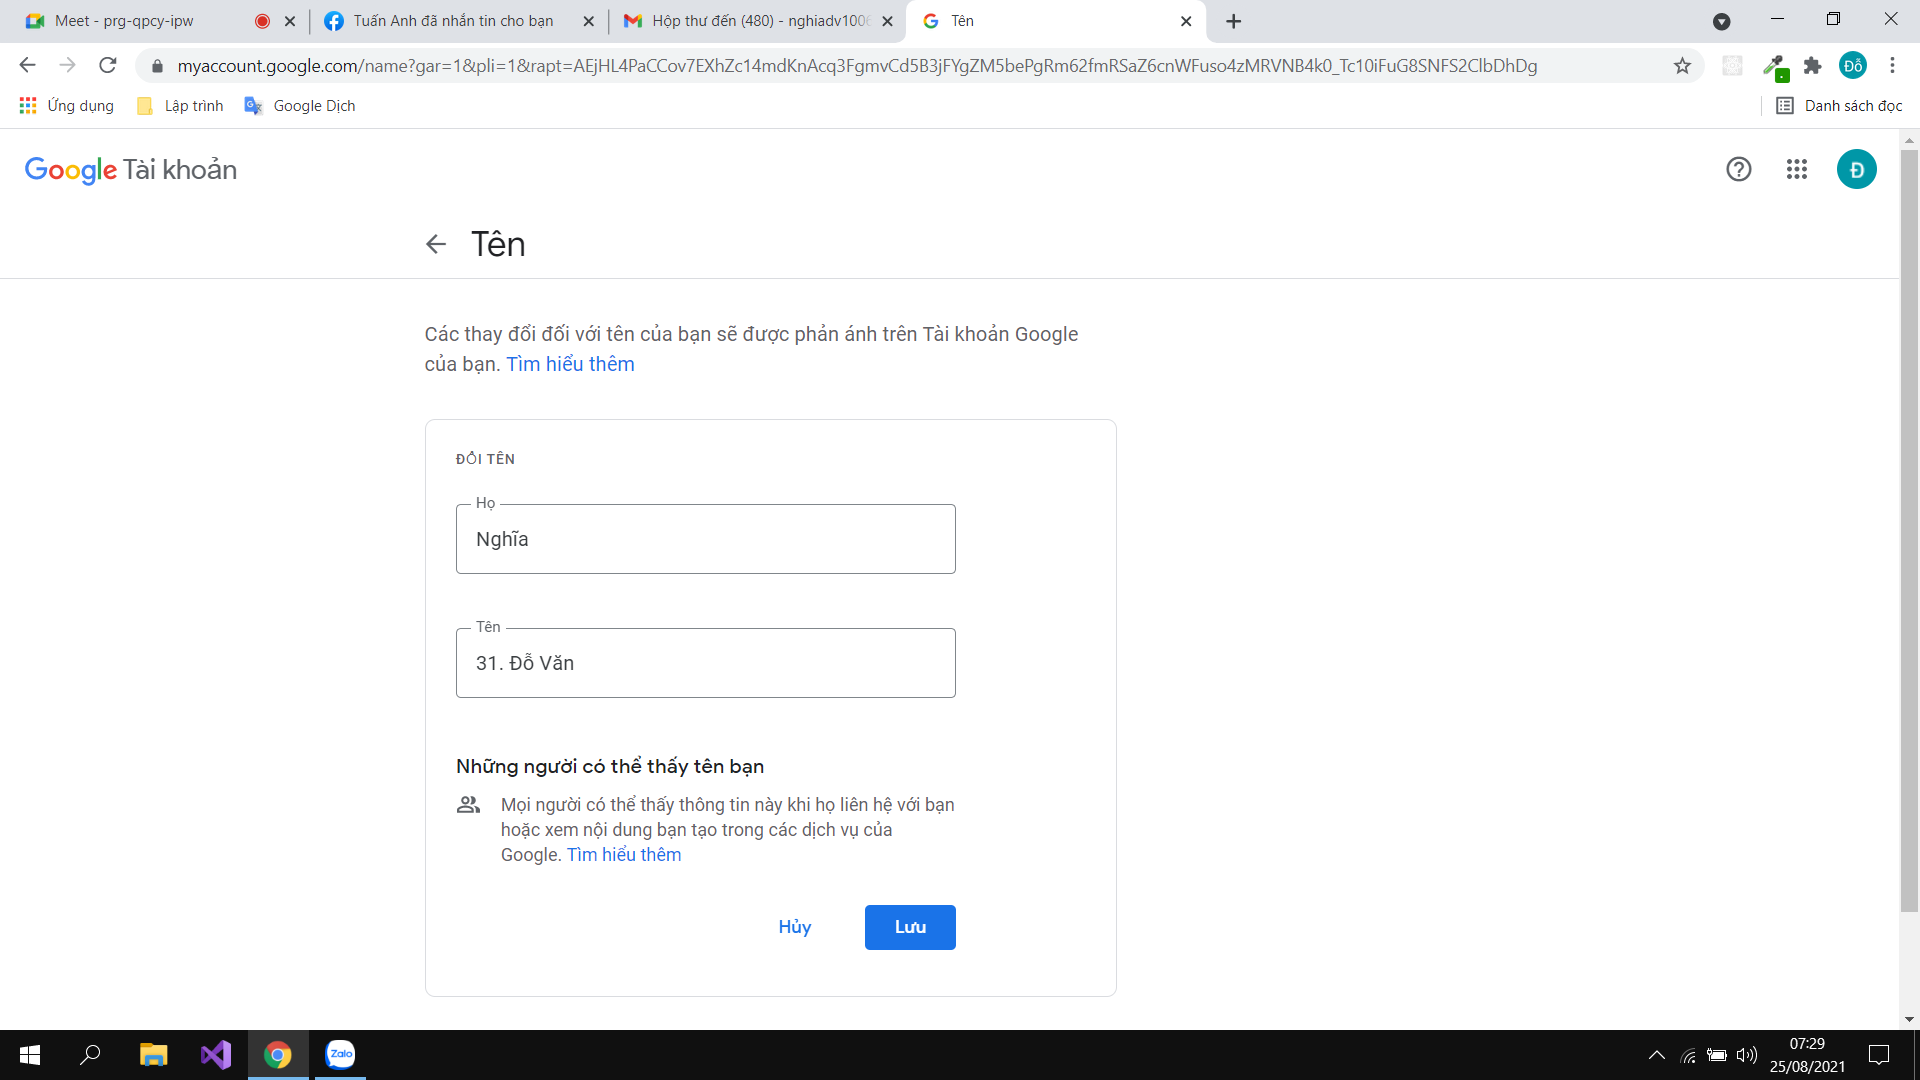 Meet - prg-qpcy-ipw
Tuấn Anh đã nhắn tin cho bạn
Hộp thư đến (480) - nghiadv1006
Tên
myaccount.google.com/name?gar=1&pli=1&rapt=AEjHL4PaCCov7EXhZc14mdKnAcq3FgmvCd5B3jFYgZM5bePgRm62fmRSaZ6cnWFuso4zMRVNB4k0_Tc10iFuG8SNFS2ClbDhDg
Đỗ
Ứng dụng
Lập trình
Google Dịch
Danh sách đọc
Google Tài khoản
Đ
Tên
Các thay đổi đối với tên của bạn sẽ được phản ánh trên Tài khoản Google
của bạn. Tìm hiểu thêm
ĐỔI TÊN
Họ
Nghĩa
Tên
31. Đỗ Văn
Những người có thể thấy tên bạn
Mọi người có thể thấy thông tin này khi họ liên hệ với bạn
hoặc xem nội dung bạn tạo trong các dịch vụ của
Google. Tìm hiểu thêm
Hủy
Lưu
Zalo
07:29
25/08/2021